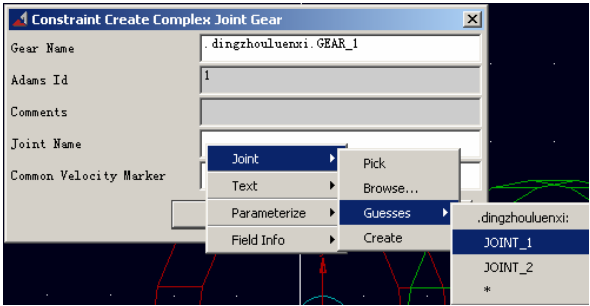 Constraint Create Complex Joint Gear
Gear Name
.dingzhouluenxi.GEAR_1
Adams Id
1
Comments
Joint Name
Common Velocity Marker
Joint
Text
Parameterize
Field Info
Pick
Browse...
Guesses
Create
.dingzhouluenxi:
JOINT_1
JOINT_2
*